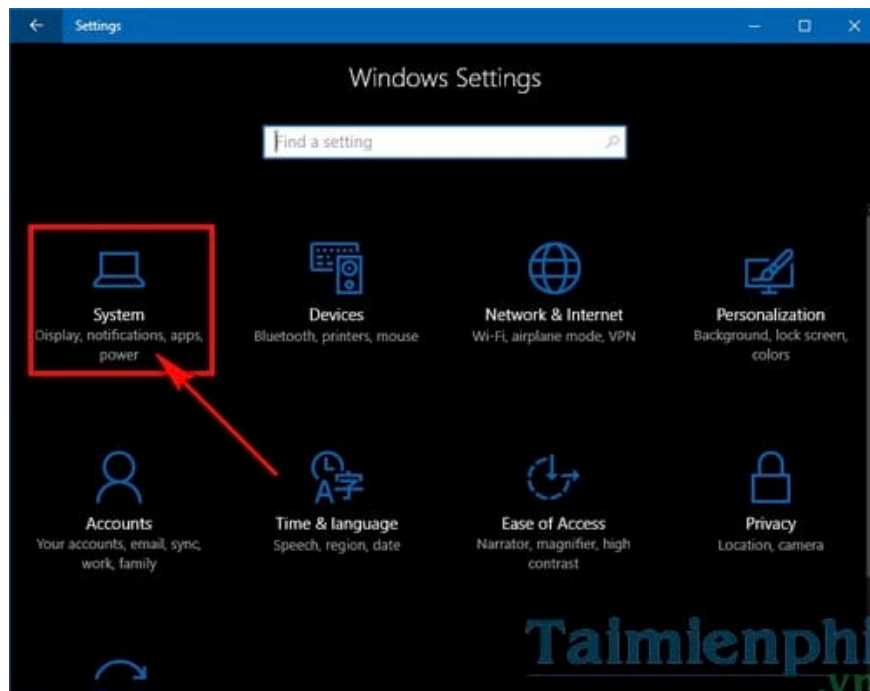 Settings
Windows Settings
Find a setting
System
Display, notifications, apps,
power
Devices
Bluetooth, printers, mouse
Network & Internet
Wi-Fi, airplane mode, VPN
Personalization
Background, lock screen,
colors
Accounts
Your accounts, email, sync,
work, family
Time & language
Speech, region, date
Ease of Access
Narrator, magnifier, high
contrast
Privacy
Location, camera
Taimienphi
.vn